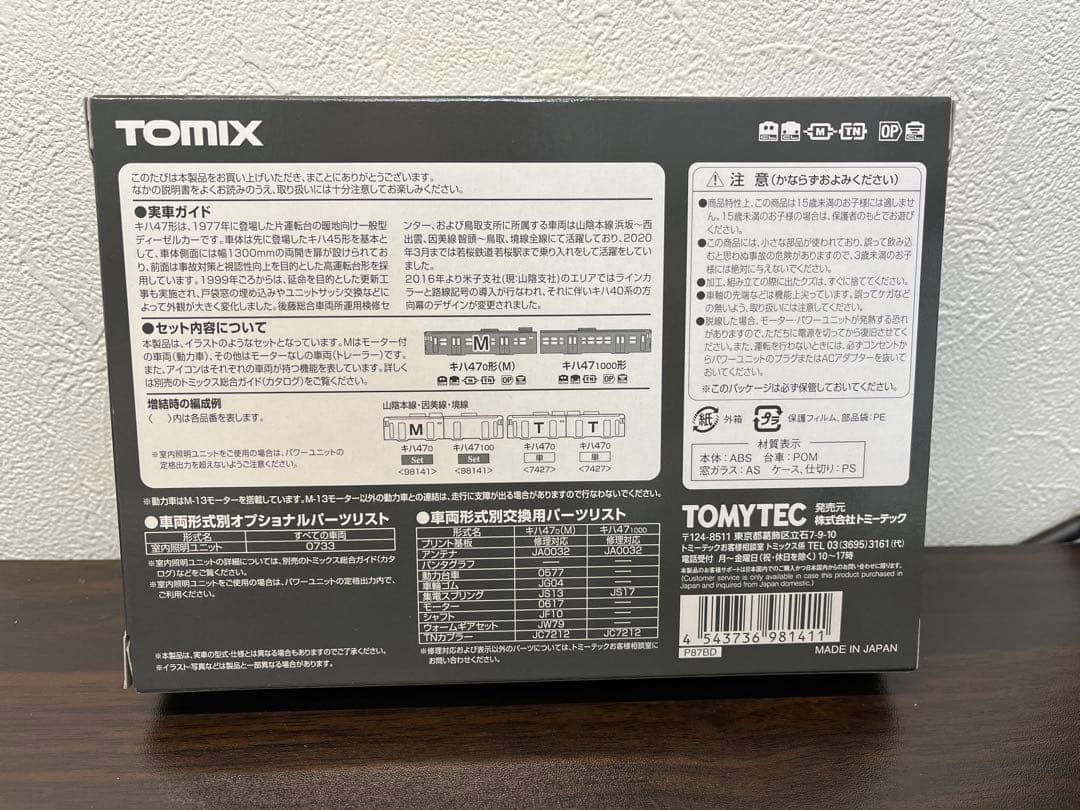 TOMIX
M TN OP
このたびは本製品をお買い上げいただき、まことにありがとうございます。
なかの説明書をよくお読みのうえ、取り扱いには十分注意してお楽しみください。
●実車ガイド
キハ47形は、1977年に登場した片運転台の暖地向け一般型
ディーゼルカーです。車体は先に登場したキハ45形を基本と
して、車体側面には幅1300mmの両開き扉が設けられてお
り、前面は事故対策と視認性向上を目的とした高運転台形を採
用しています。1999年ごろからは、延命を目的とした更新工
事も実施され、戸袋窓の埋め込みやユニットサッシ交換などに
よって外観が大きく変化しました。後藤総合車両所運用検修セ
ンター、および鳥取支所に所属する車両は山陰本線浜坂～西
出雲、因美線智頭～鳥取、境線全線にて活躍しており、2020
年3月までは若桜鉄道若桜駅まで乗り入れをして活躍をしてい
ました。
2016年より米子支社(現:山陰支社)のエリアではラインカ
ラーと路線記号の導入が行なわれ、それに伴いキハ40系の方
向幕のデザインが変更されました。
●セット内容について
本製品は、イラストのようなセットとなっています。Mはモーター付
の車両(動力車)、その他はモーターなしの車両(トレーラー)です。
また、アイコンはそれぞれの車両が持つ機能を表しています。詳しく
は別売のトミックス総合ガイド(カタログ)をご覧ください。
M
キハ470形(M)
キハ471000形
増結時の編成例
〈 〉内は各品番を表します。
※室内照明ユニットをご使用の場合は、パワーユニットの
定格出力を超えないようご注意ください。
山陰本線・因美線・境線
M T T
キハ470 キハ47100 キハ470 キハ470
Set Set 単 単
<98141> <98141> <7427> <7427>
※動力車はM-13モーターを搭載しています。M-13モーター以外の動力車との連結は、走行に支障が出る場合がありますので行なわないでください。
●車両形式別オプショナルパーツリスト
形式名 すべての車両
室内照明ユニット 0733
※室内照明ユニットの詳細については、別売のトミックス総合ガイド(カタ
ログ)などをご覧ください。
※室内照明ユニットをご使用の場合は、パワーユニットの定格出力内で、
ご利用ください。
※本製品は、実車の型式・仕様とは異なる場合もありますのでご了承ください。
※イラスト・写真などは製品と一部異なる場合があります。
●車両形式別交換用パーツリスト
形式名 キハ470(M) キハ471000
プリント基板 修理対応 修理対応
アンテナ JA0032 JA0032
パンタグラフ — —
動力台車 0577 —
車輪ゴム JG04 —
集電スプリング JS13 JS17
モーター 0617 —
シャフト JF10 —
ウォームギアセット JW79 —
TNカプラー JC7212 JC7212
※修理対応および表示以外のパーツについては、トミーテックお客様相談室に
お問い合わせください。
⚠ 注 意 (かならずおよみください)
●商品特性上、この商品は15歳未満のお子様には適しませ
ん。15歳未満のお子様の場合は、保護者のもとでお遊び
ください。
●この商品には、小さな部品が使われており、誤って飲み込
むと思わぬ事故の危険がありますので、3歳未満のお子様
には絶対に与えないでください。
●加工、組み立ての際に出たクズは、すぐに捨ててください。
●車軸の先端などは機能上尖っています。誤ってケガなど
の無いよう、取り扱いには注意してください。
●脱線した場合、モーター・パワーユニットが発熱する恐れ
がありますので、ただちに電源を切ってから復旧させてく
ださい。また、運転を行わないときには、必ずコンセントか
らパワーユニットのプラグまたはACアダプターを抜いて
おいてください。
※このパッケージは必ず保管しておいてください。
紙 外箱 プラ 保護フィルム、部品袋:PE
材質表示
本体:ABS 台車:POM
窓ガラス:AS ケース、仕切り:PS
TOMYTEC 発売元 株式会社トミーテック
〒124-8511 東京都葛飾区立石7-9-10
トミーテックお客様相談室 トミックス係 TEL 03(3695)3161(代)
電話受付 月～金曜日(祝・休日を除く)10～17時
本製品のお客様サポートは日本国内でのご購入かつ日本国内からのお問い合わせに限ります。
(Customer service is only available in case this product purchased in
Japan and inquired from Japan domestic.)
4 543736 981411
P87BD
MADE IN JAPAN